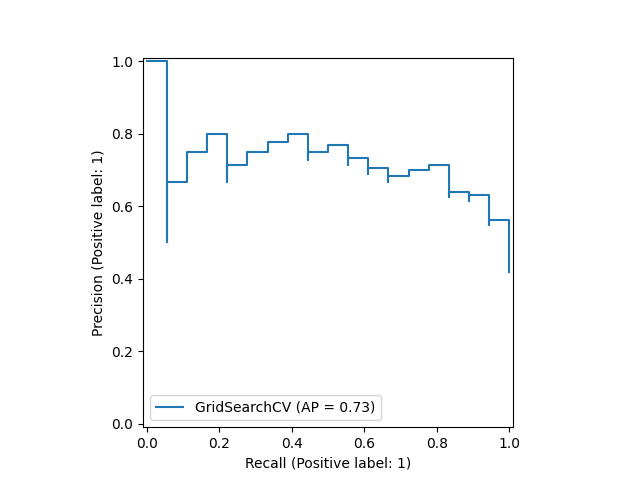 1.0
0.8
0.6
0.4
0.2
0.0
Precision (Positive label: 1)
GridSearchCV (AP = 0.73)
0.0 0.2 0.4 0.6 0.8 1.0
Recall (Positive label: 1)